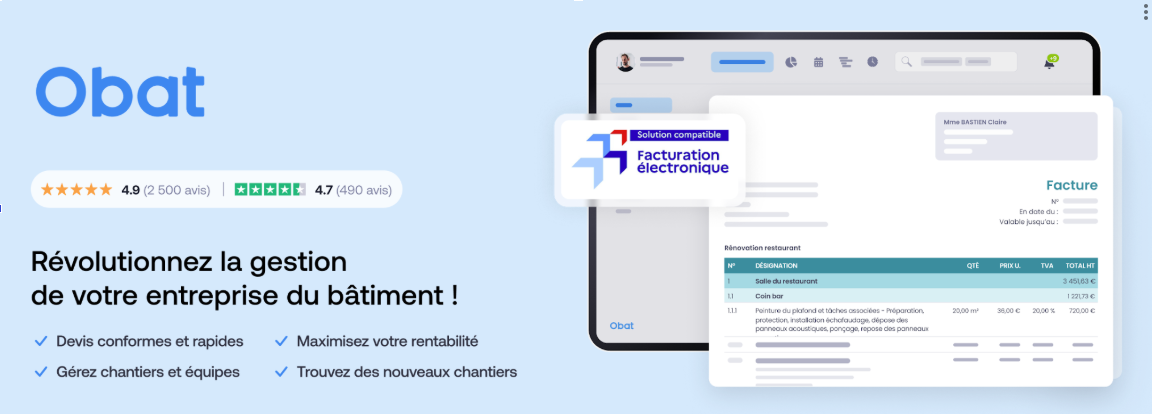 Obat
4.9 (2 500 avis)
4.7 (490 avis)
Révolutionnez la gestion
de votre entreprise du bâtiment !
Devis conformes et rapides
Maximisez votre rentabilité
Gérez chantiers et équipes
Trouvez des nouveaux chantiers
Solution compatible
Facturation
électronique
Mme BASTIEN Claire
Facture
N°
En date du :
Valable jusqu'au :
Rénovation restaurant
N° DÉSIGNATION QTÉ PRIX U. TVA TOTAL HT
1 Salle du restaurant 3 451,63 €
1.1 Coin bar 1 221,73 €
1.1.1 Peinture du plafond et tâches associées - Préparation, 20,00 m² 36,00 € 20,00 % 720,00 €
protection, installation échafaudage, dépose des
panneaux acoustiques, ponçage, repose des panneaux
Obat